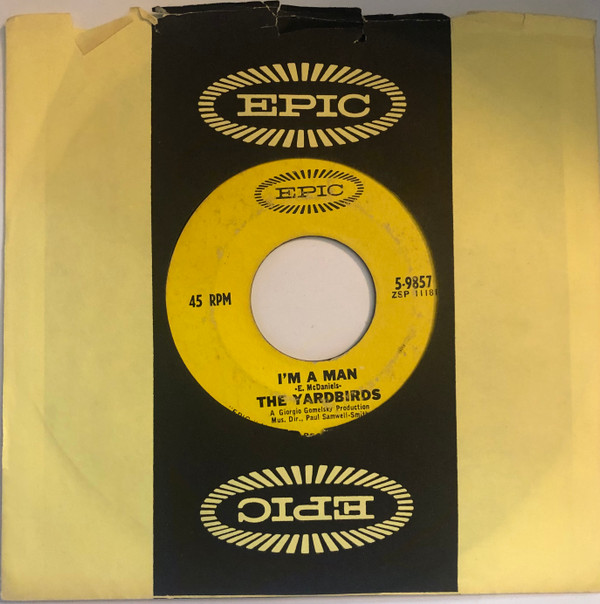 EPIC
EPIC
45 RPM
5-9857
ZSP 1118
I'M A MAN
-E. McDaniels-
THE YARDBIRDS
A Giorgio Gomelsky Production
Mus. Dir., Paul Samwell-Smith
EPIC